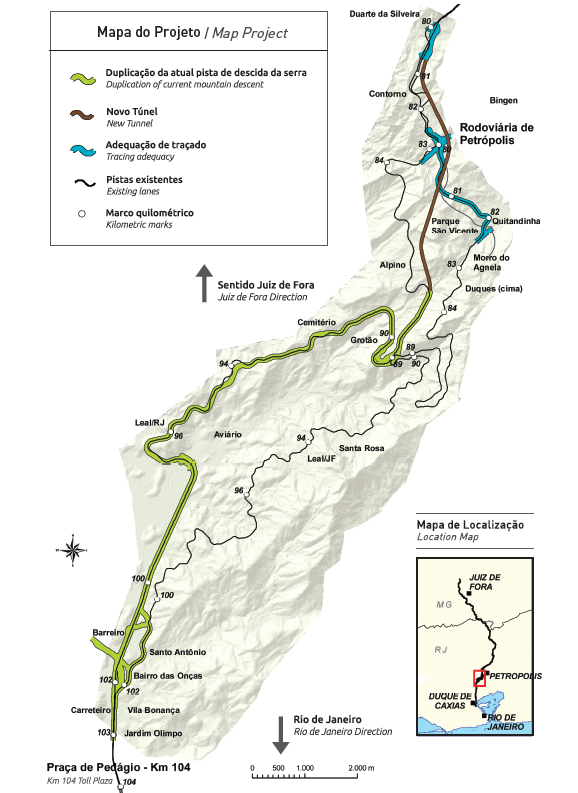 Mapa do Projeto / Map Project
Duplicação da atual pista de descida da serra
Duplication of current mountain descent
Novo Túnel
New Tunnel
Adequação de traçado
Tracing adequacy
Pistas existentes
Existing lanes
Marco quilométrico
Kilometric marks
Duarte da Silveira
80
81
Contorno
82
Bingen
Rodoviária de
Petrópolis
83
80
84
81
82
Parque
São Vicente
Quitandinha
Morro do
Agnela
83
Alpino
Duques (cima)
Sentido Juiz de Fora
Juiz de Fora Direction
84
Cemitério
90
Grotão
89
89
90
94
Leal/RJ
96
Aviário
94
Santa Rosa
Leal/JF
96
Mapa de Localização
Location Map
JUIZ DE
FORA
MG
RJ
PETROPOLIS
DUQUE DE
CAXIAS
RIO DE
JANEIRO
100
100
Barreiro
Santo Antônio
Bairro das Onças
102
102
Carreteiro
Vila Bonança
103
Jardim Olimpo
Rio de Janeiro
Rio de Janeiro Direction
Praça de Pedágio - Km 104
Km 104 Toll Plaza
104
0 500 1.000 2.000 m